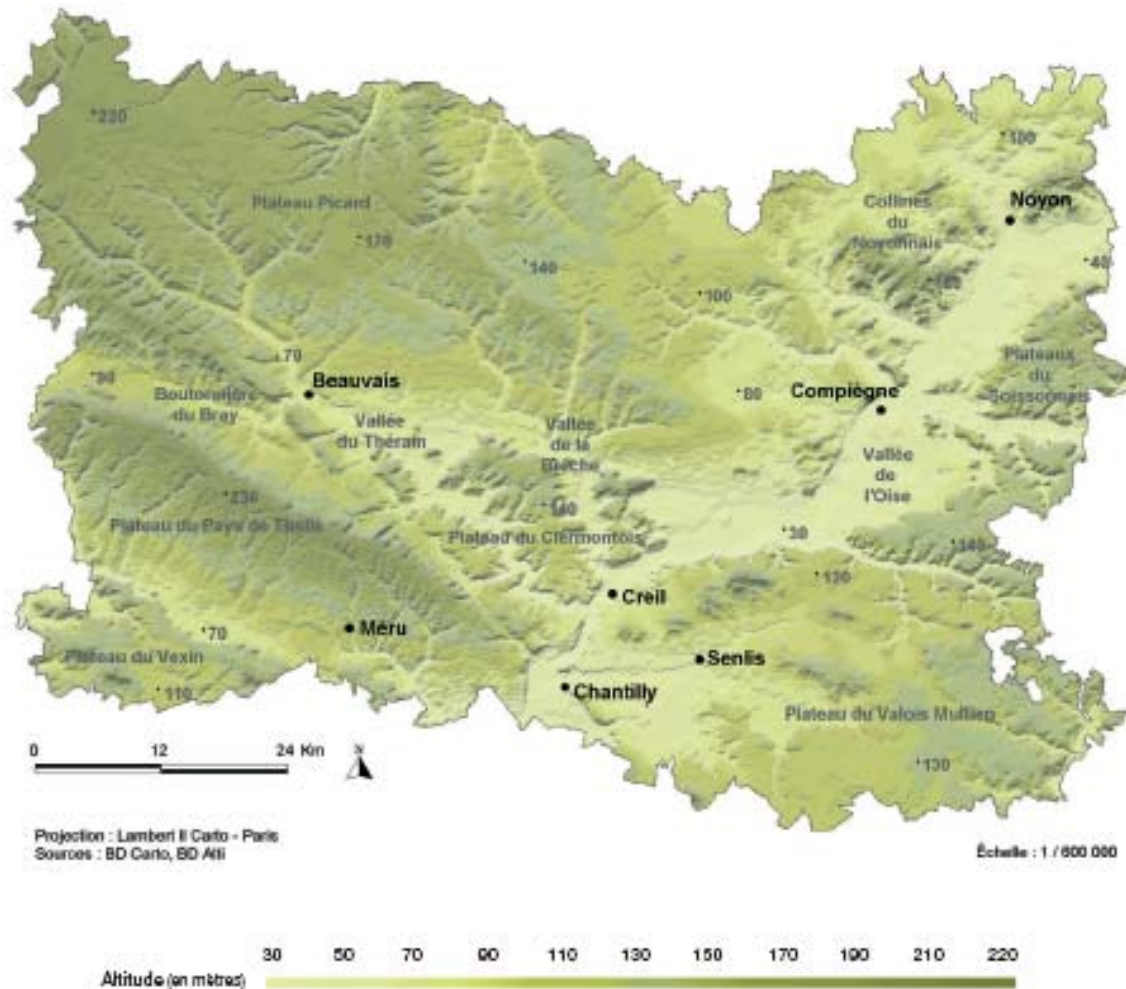 220
100
Noyon
Collines
du
Noyonnais
Plateau Picard
170
140
40
100
Plateaux
du
Soissonnais
70
Beauvais
90
Boutonnière
du Bray
Compiègne
80
Vallée
du Thérain
Vallée
de la
Brèche
Vallée
de
l'Oise
230
140
Plateau du Pays de Thelle
Plateau du Clermontois
30
140
130
Creil
Méru
70
Plateau du Vexin
110
Senlis
Chantilly
Plateau du Valois Multien
130
0 12 24 Km
N
Projection : Lambert II Carto - Paris
Sources : BD Carto, BD Alti
Échelle : 1 / 600 000
30 50 70 90 110 130 150 170 190 210 220
Altitude (en mètres)